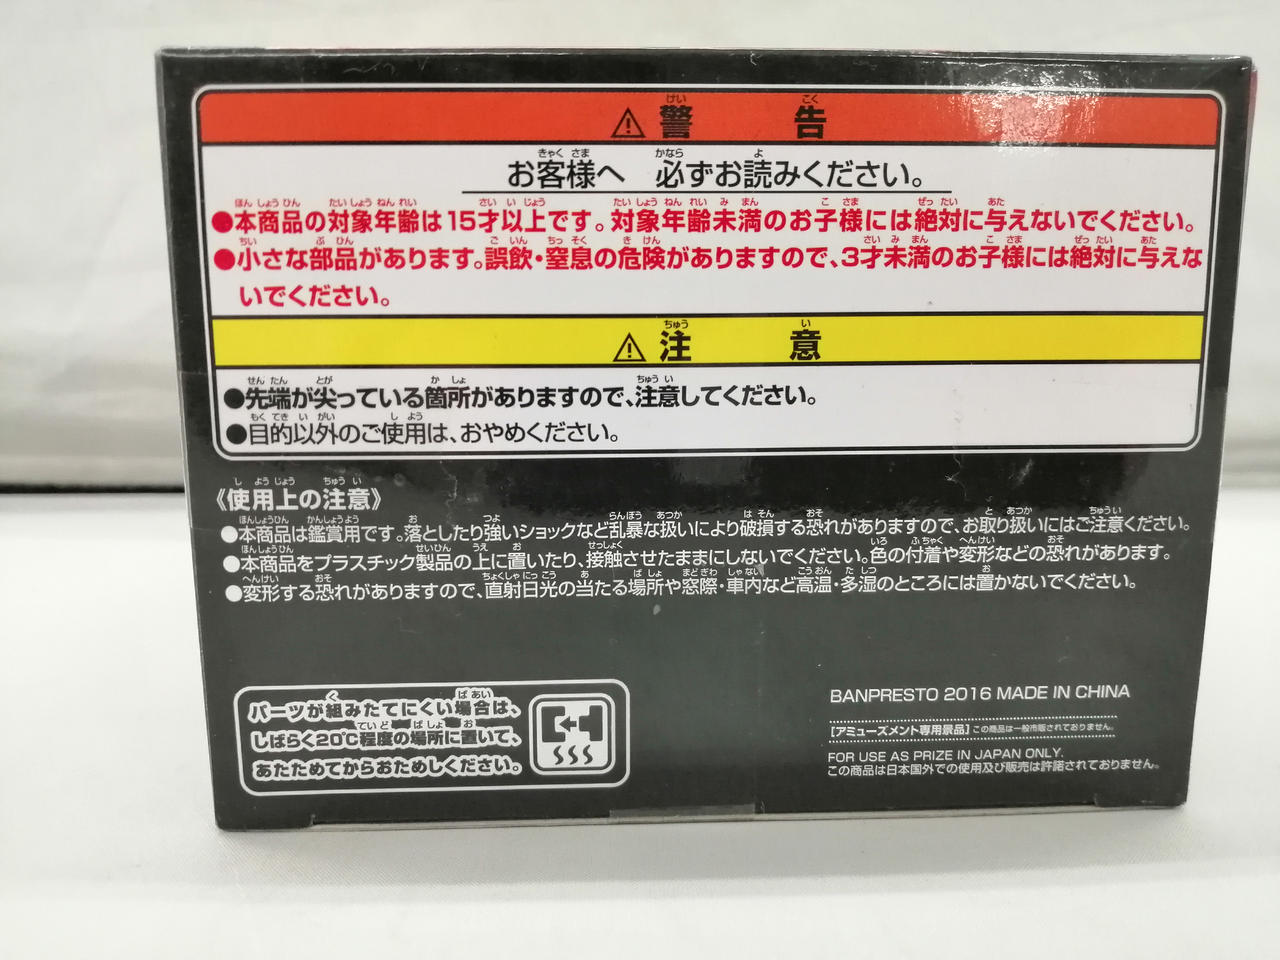 ⚠警告
お客様へ 必ずお読みください。
●本商品の対象年齢は15才以上です。対象年齢未満のお子様には絶対に与えないでください。
●小さな部品があります。誤飲・窒息の危険がありますので、3才未満のお子様には絶対に与えな
いでください。
⚠注意
●先端が尖っている箇所がありますので、注意してください。
●目的以外のご使用は、おやめください。
《使用上の注意》
●本商品は鑑賞用です。落としたり強いショックなど乱暴な扱いにより破損する恐れがありますので、お取り扱いにはご注意ください。
●本商品をプラスチック製品の上に置いたり、接触させたままにしないでください。色の付着や変形などの恐れがあります。
●変形する恐れがありますので、直射日光の当たる場所や窓際・車内など高温・多湿のところには置かないでください。
パーツが組みたてにくい場合は、
しばらく20℃程度の場所に置いて、
あたためてからおためしください。
BANPRESTO 2016 MADE IN CHINA
[アミューズメント専用景品]この商品は一般市販されておりません。
FOR USE AS PRIZE IN JAPAN ONLY.
この商品は日本国外での使用及び販売は許諾されておりません。